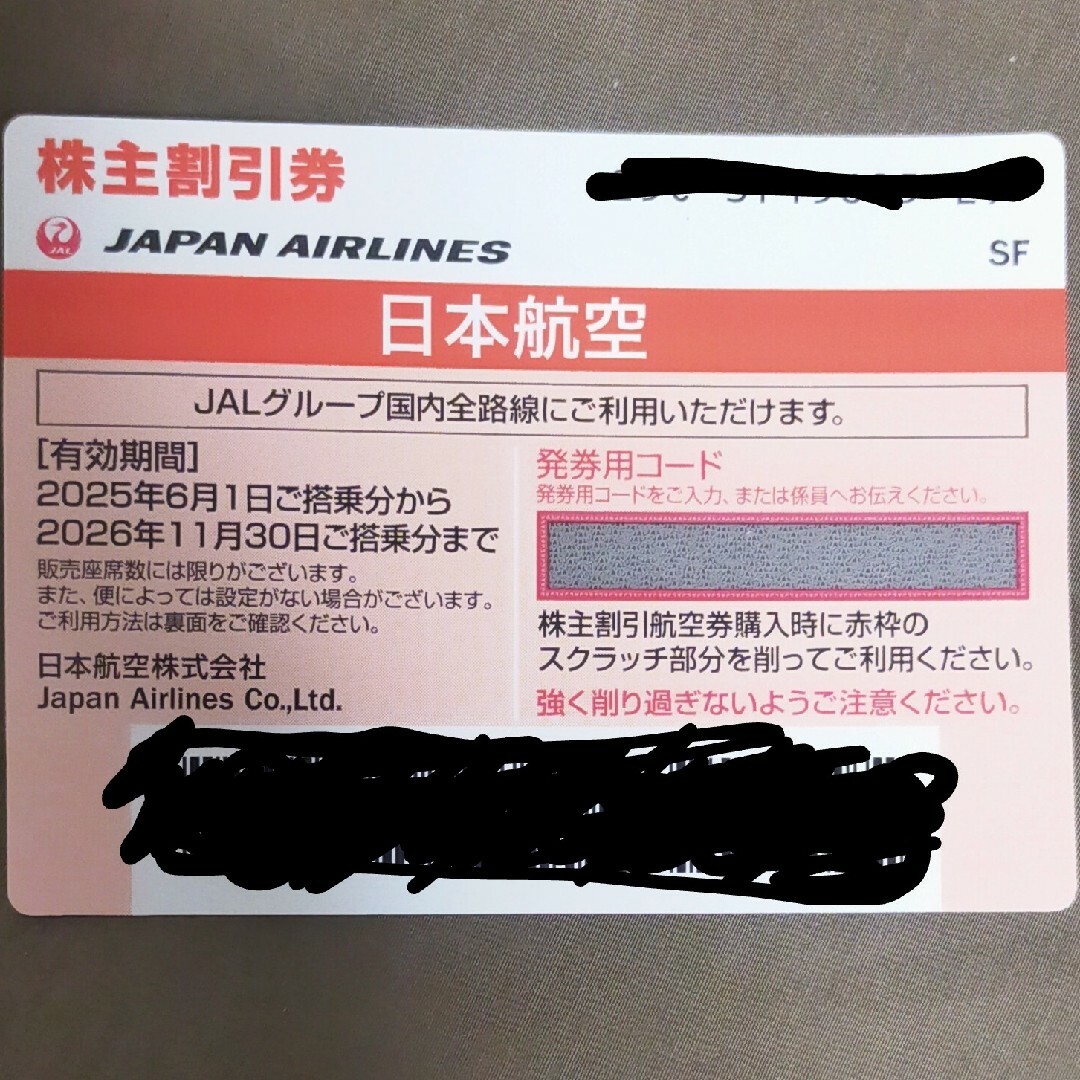 株主割引券
JAL
JAPAN AIRLINES
SF
日本航空
JALグループ国内全路線にご利用いただけます。
[有効期間]
2025年6月1日ご搭乗分から
2026年11月30日ご搭乗分まで
販売座席数には限りがございます。
また、便によっては設定がない場合がございます。
ご利用方法は裏面をご確認ください。
日本航空株式会社
Japan Airlines Co.,Ltd.
発券用コード
発券用コードをご入力、または係員へお伝えください。
株主割引航空券購入時に赤枠の
スクラッチ部分を削ってご利用ください。
強く削り過ぎないようご注意ください。